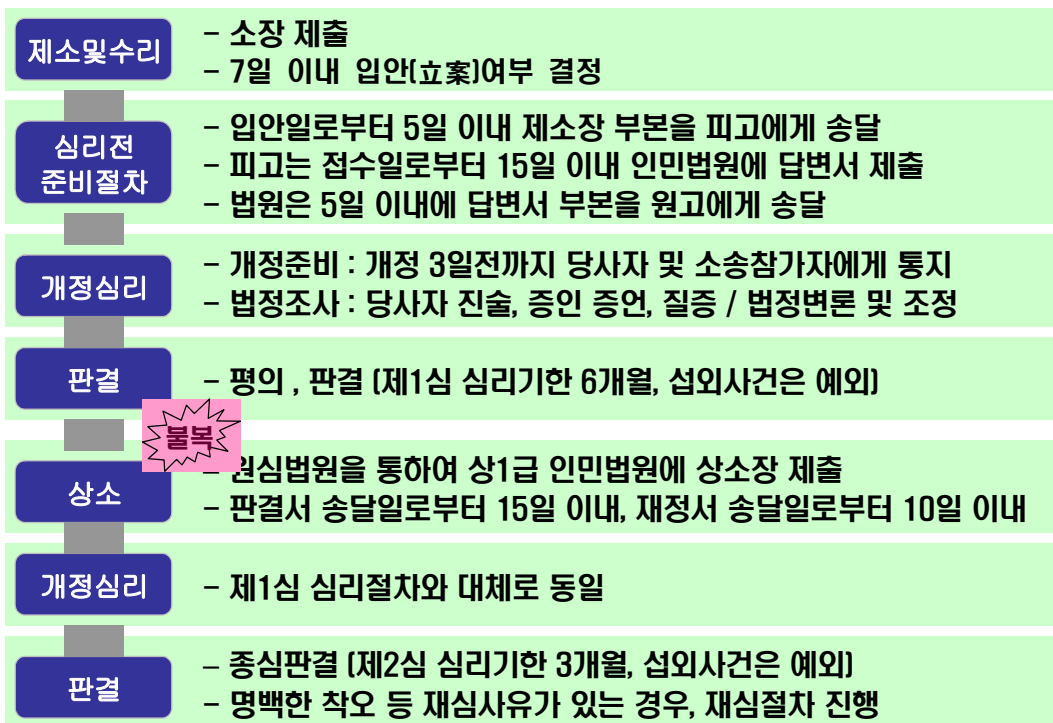 제소및수리
- 소장 제출
- 7일 이내 입안(立案)여부 결정
심리전
준비절차
- 입안일로부터 5일 이내 제소장 부본을 피고에게 송달
- 피고는 접수일로부터 15일 이내 인민법원에 답변서 제출
- 법원은 5일 이내에 답변서 부본을 원고에게 송달
개정심리
- 개정준비 : 개정 3일전까지 당사자 및 소송참가자에게 통지
- 법정조사 : 당사자 진술, 증인 증언, 질증 / 법정변론 및 조정
판결
- 평의 , 판결 (제1심 심리기한 6개월, 섭외사건은 예외)
불복
상소
- 원심법원을 통하여 상1급 인민법원에 상소장 제출
- 판결서 송달일로부터 15일 이내, 재정서 송달일로부터 10일 이내
개정심리
- 제1심 심리절차와 대체로 동일
판결
- 종심판결 (제2심 심리기한 3개월, 섭외사건은 예외)
- 명백한 착오 등 재심사유가 있는 경우, 재심절차 진행